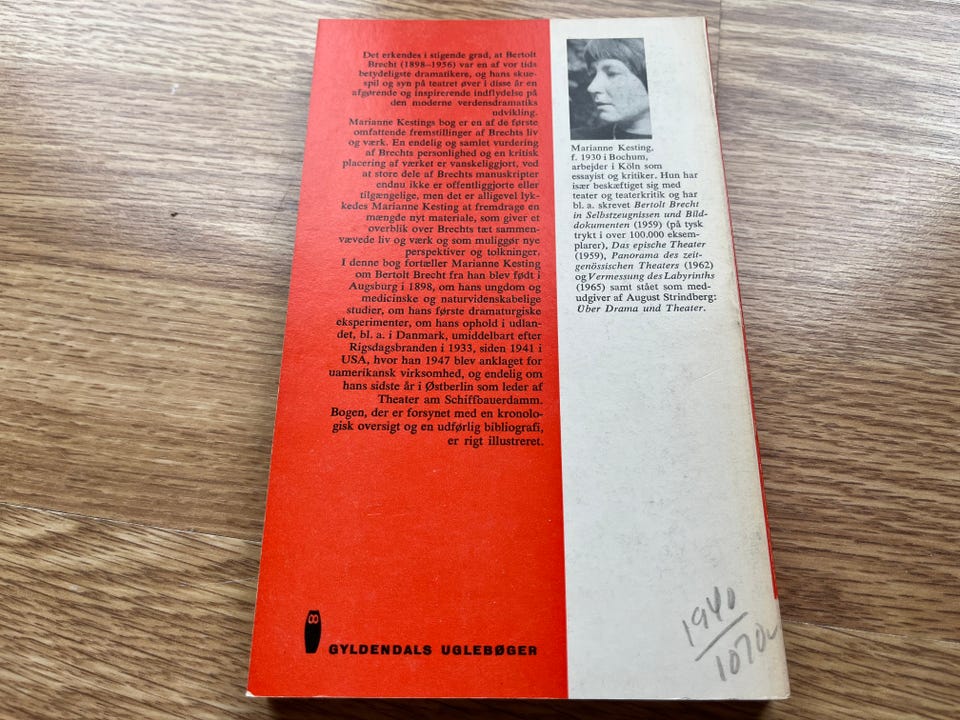 Det erkendes i stigende grad, at Bertolt
Brecht (1898–1956) var en af vor tids
betydeligste dramatikere, og hans skue-
spil og syn på teatret øver i disse år en
afgørende og inspirerende indflydelse på
den moderne verdensdramatiks
udvikling.
Marianne Kestings bog er en af de første
omfattende fremstillinger af Brechts liv
og værk. En endelig og samlet vurdering
af Brechts personlighed og en kritisk
placering af værket er vanskeliggjort, ved
at store dele af Brechts manuskripter
endnu ikke er offentliggjorte eller
tilgængelige, men det er alligevel lyk-
kedes Marianne Kesting at fremdrage en
mængde nyt materiale, som giver et
overblik over Brechts tæt sammen-
vævede liv og værk og som muliggør nye
perspektiver og tolkninger.
I denne bog fortæller Marianne Kesting
om Bertolt Brecht fra han blev født i
Augsburg i 1898, om hans ungdom og
medicinske og naturvidenskabelige
studier, om hans første dramaturgiske
eksperimenter, om hans ophold i udlan-
det, bl. a. i Danmark, umiddelbart efter
Rigsdagsbranden i 1933, siden 1941 i
USA, hvor han 1947 blev anklaget for
uamerikansk virksomhed, og endelig om
hans sidste år i Østberlin som leder af
Theater am Schiffbauerdamm.
Bogen, der er forsynet med en kronolo-
gisk oversigt og en udførlig bibliografi,
er rigt illustreret.
GYLDENDALS UGLEBØGER
Marianne Kesting,
f. 1930 i Bochum,
arbejder i Köln som
essayist og kritiker. Hun har
især beskæftiget sig med
teater og teaterkritik og har
bl. a. skrevet Bertolt Brecht
in Selbstzeugnissen und Bild-
dokumenten (1959) (på tysk
trykt i over 100.000 eksem-
plarer), Das epische Theater
(1959), Panorama des zeit-
genössischen Theaters (1962)
og Vermessung des Labyrinths
(1965) samt stået som med-
udgiver af August Strindberg:
Uber Drama und Theater.
1940